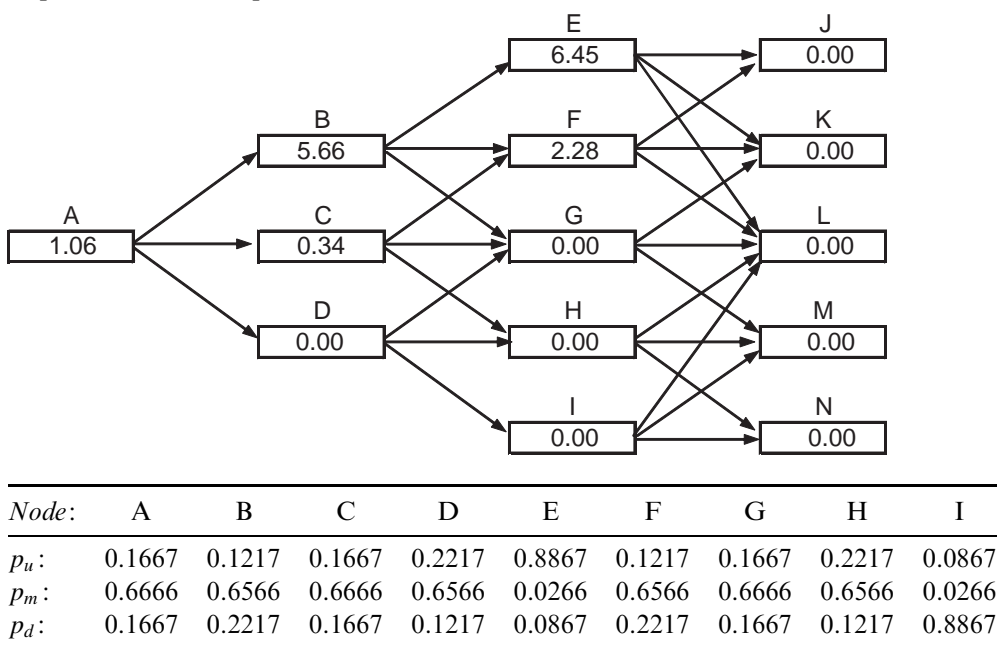 E J
6.45 0.00
B F K
5.66 2.28 0.00
A C G L
1.06 0.34 0.00 0.00
D H M
0.00 0.00 0.00
I N
0.00 0.00
Node: A B C D E F G H I
pu: 0.1667 0.1217 0.1667 0.2217 0.8867 0.1217 0.1667 0.2217 0.0867
pm: 0.6666 0.6566 0.6666 0.6566 0.0266 0.6566 0.6666 0.6566 0.0266
pd: 0.1667 0.2217 0.1667 0.1217 0.0867 0.2217 0.1667 0.1217 0.8867